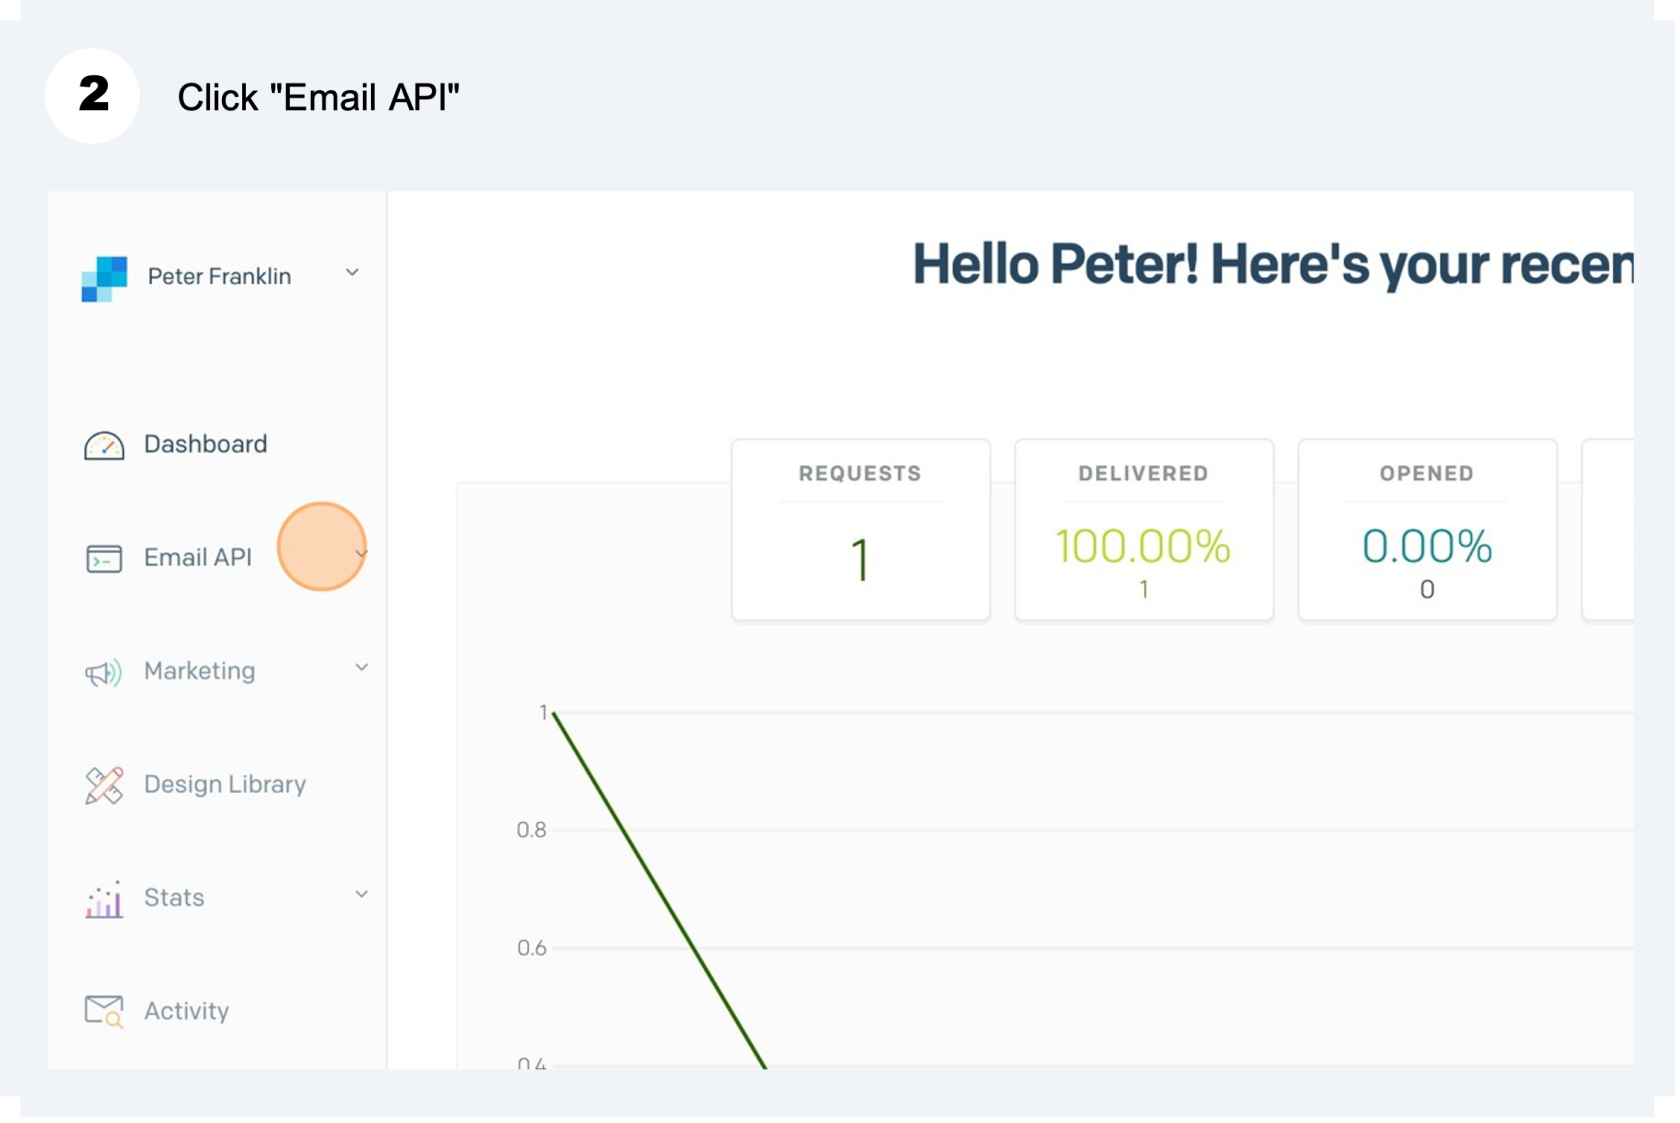 2 Click "Email API"
Peter Franklin
Hello Peter! Here's your recen
Dashboard
Email API
Marketing
Design Library
Stats
Activity
REQUESTS
1
DELIVERED
100.00%
1
OPENED
0.00%
0
1
0.8
0.6
0.4